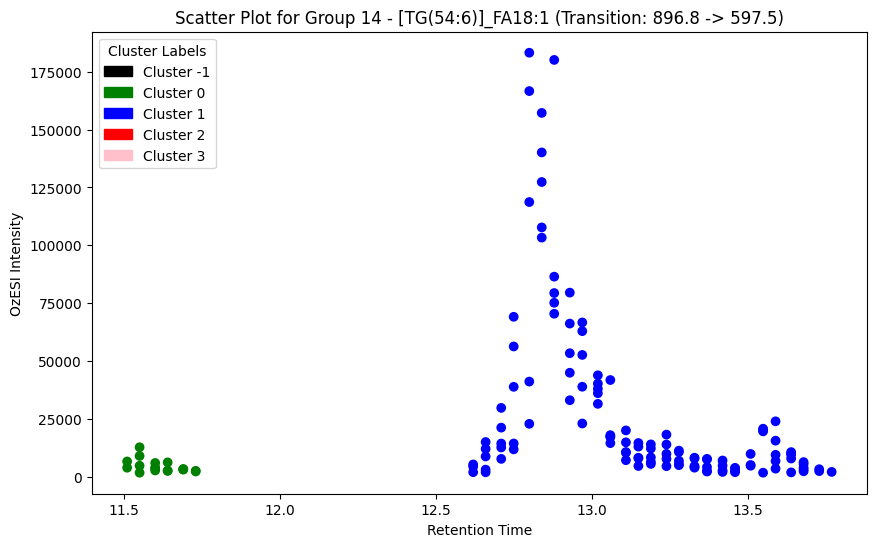 Scatter Plot for Group 14 - [TG(54:6)]_FA18:1 (Transition: 896.8 -> 597.5)
Cluster Labels
Cluster -1
Cluster 0
Cluster 1
Cluster 2
Cluster 3
OzESI Intensity
175000
150000
125000
100000
75000
50000
25000
0
11.5 12.0 12.5 13.0 13.5
Retention Time